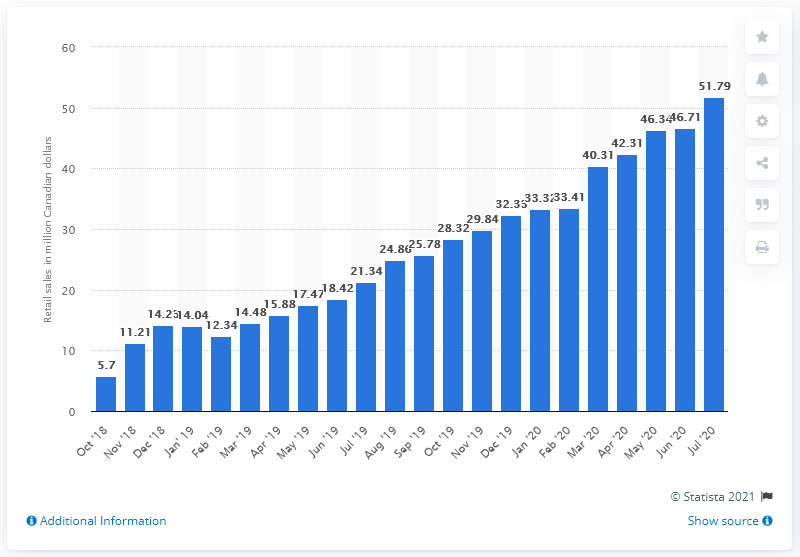 60
50
40
30
20
10
0
Retail sales in million Canadian dollars
5.7
11.21
14.04
12.34
14.48
15.88
17.47
18.42
21.34
24.86
25.78
28.32
29.84
33.32
33.41
40.31
42.31
46.34
46.71
51.79
Oct '18
Nov '18
Dec '18
Jan' 19
Feb '19
Mar '19
Apr '19
May '19
Jun '19
Jul '19
Aug '19
Sep '19
Oct '19
Nov '19
Dec '19
Jan '20
Feb '20
Mar '20
Apr '20
May '20
Jun '20
Jul '20
© Statista 2021
Additional Information
Show source